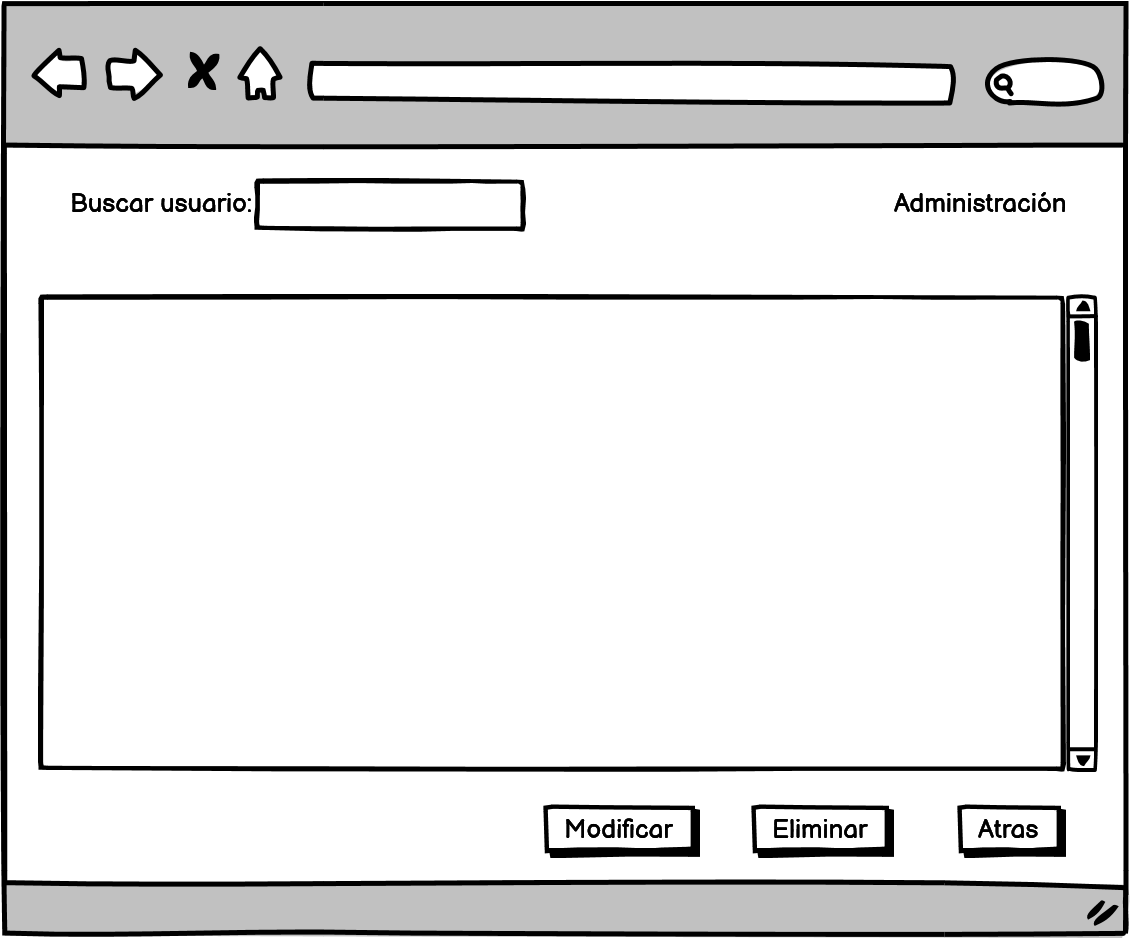 Buscar usuario:
Administración
Modificar
Eliminar
Atras